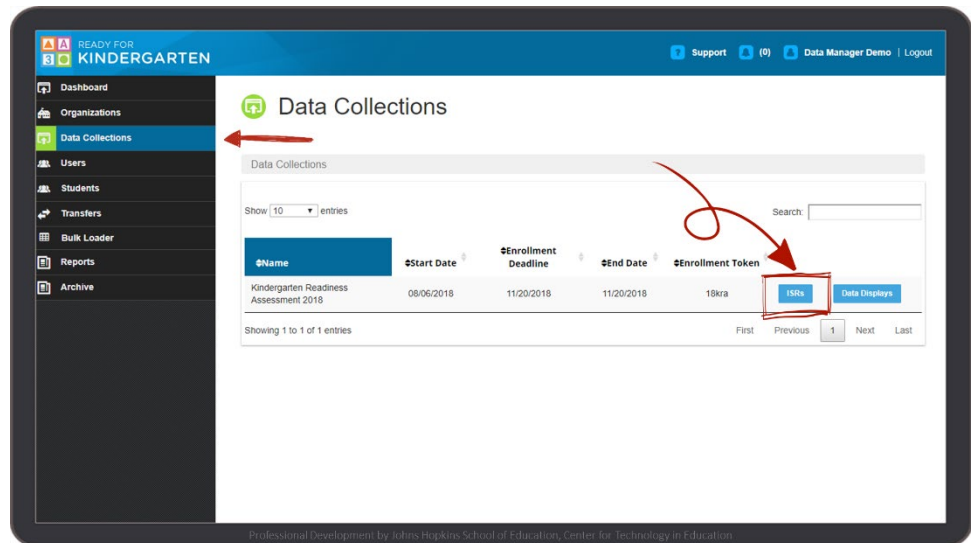 READY FOR
KINDERGARTEN
? Support (0) Data Manager Demo | Logout
Dashboard
Organizations
Data Collections
Users
Students
Transfers
Bulk Loader
Reports
Archive
Data Collections
Data Collections
Show 10 entries
Search:
Name
Start Date
Enrollment
Deadline
End Date
Enrollment Token
Kindergarten Readiness
Assessment 2018
08/06/2018
11/20/2018
11/20/2018
18kra
ISRs
Data Displays
Showing 1 to 1 of 1 entries
First Previous 1 Next Last
Professional Development by Johns Hopkins School of Education, Center for Technology in Education